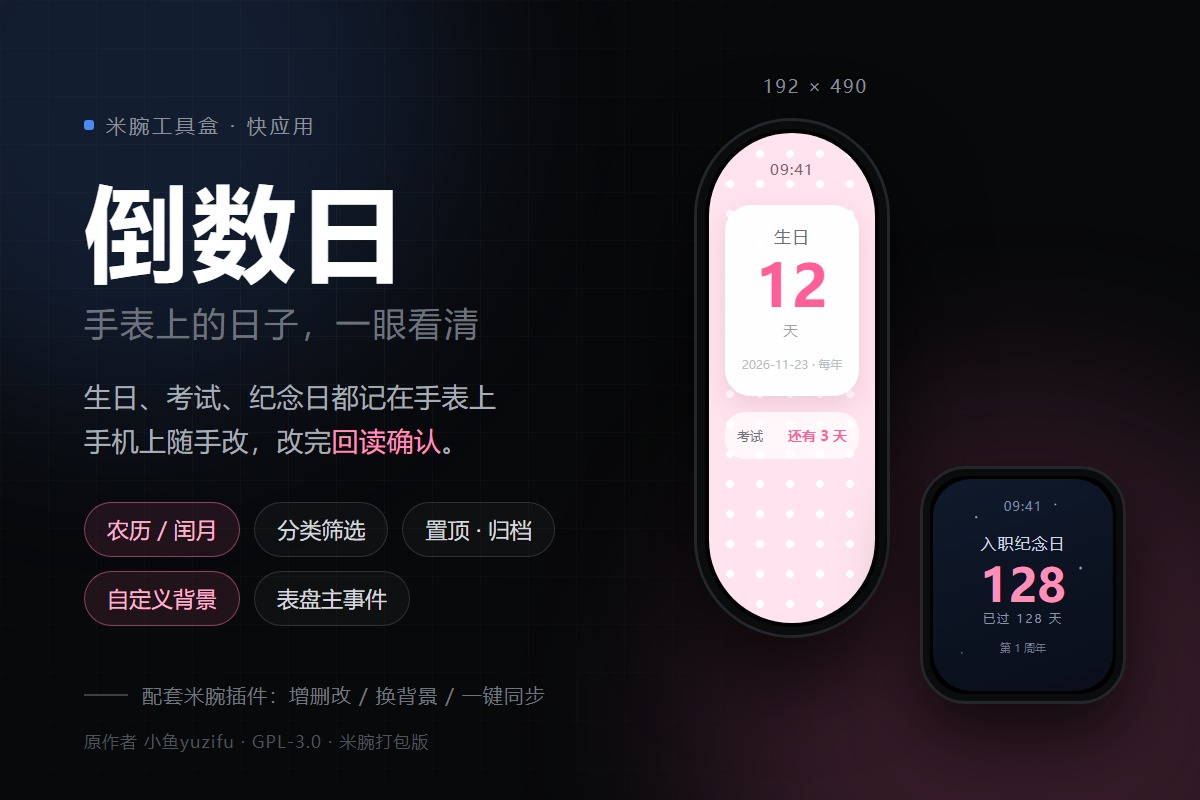 米腕工具盒 · 快应用
倒数日
手表上的日子，一眼看清
生日、考试、纪念日都记在手表上
手机上随手改，改完回读确认。
农历 / 闰月
分类筛选
置顶 · 归档
自定义背景
表盘主事件
配套米腕插件：增删改 / 换背景 / 一键同步
原作者 小鱼yuzifu · GPL-3.0 · 米腕打包版
192 × 490
09:41
生日
12
天
2026-11-23 · 每年
考试 还有 3 天
09:41
入职纪念日
128
已过 128 天
第 1 周年